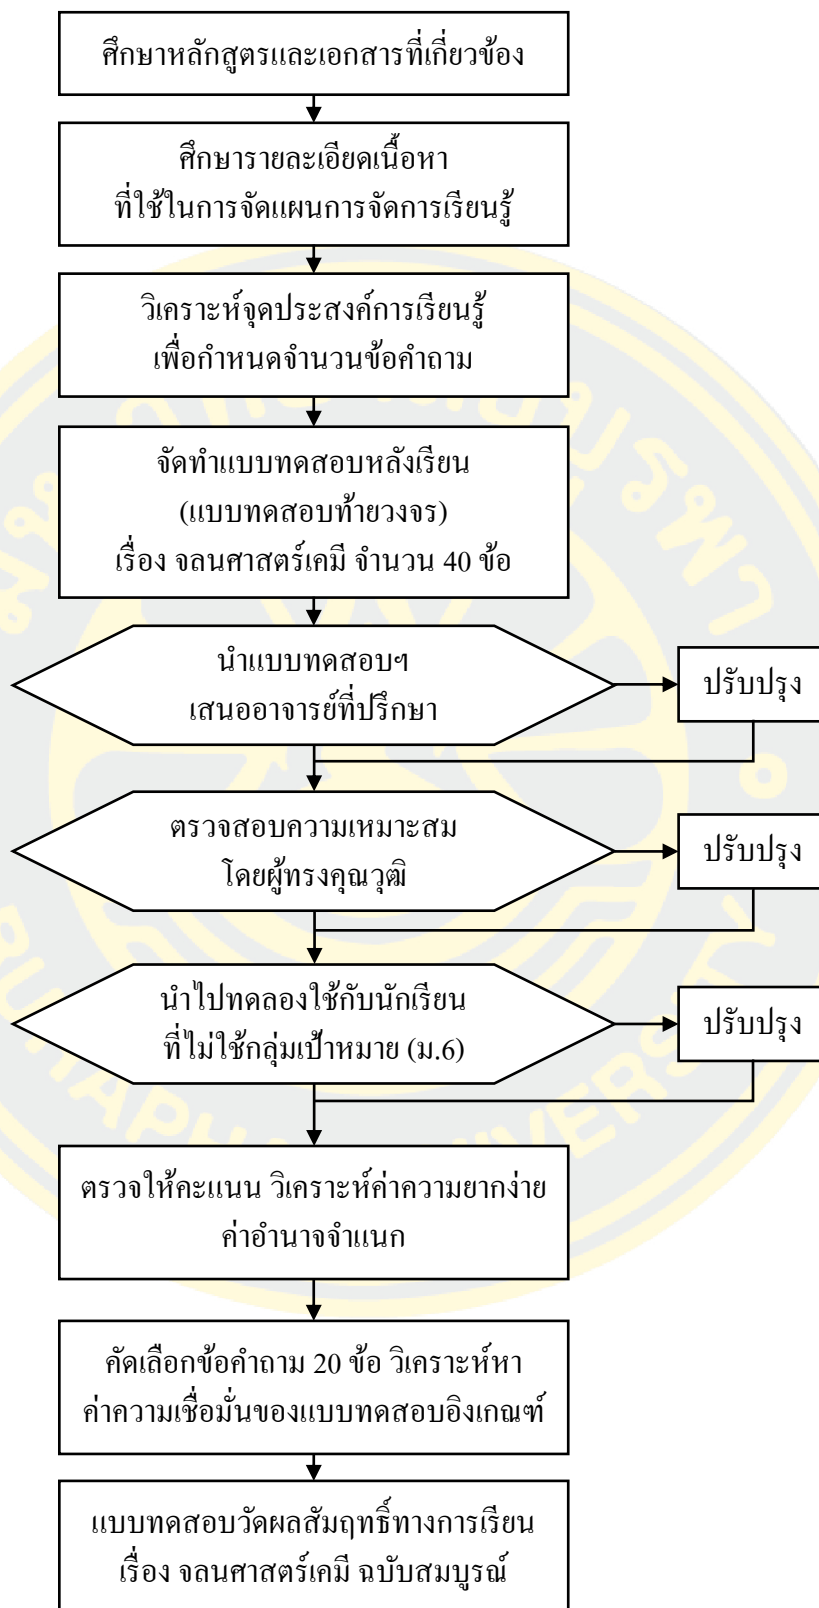 ศึกษาหลักสูตรและเอกสารที่เกี่ยวข้อง
ศึกษารายละเอียดเนื้อหา
ที่ใช้ในการจัดแผนการจัดการเรียนรู้
วิเคราะห์จุดประสงค์การเรียนรู้
เพื่อกำหนดจำนวนข้อคำถาม
จัดทำแบบทดสอบหลังเรียน
(แบบทดสอบท้ายวงจร)
เรื่อง จลนศาสตร์เคมี จำนวน 40 ข้อ
นำแบบทดสอบฯ
เสนออาจารย์ที่ปรึกษา
ปรับปรุง
ตรวจสอบความเหมาะสม
โดยผู้ทรงคุณวุฒิ
ปรับปรุง
นำไปทดลองใช้กับนักเรียน
ที่ไม่ใช้กลุ่มเป้าหมาย (ม.6)
ปรับปรุง
ตรวจให้คะแนน วิเคราะห์ค่าความยากง่าย
ค่าอำนาจจำแนก
คัดเลือกข้อคำถาม 20 ข้อ วิเคราะห์หา
ค่าความเชื่อมั่นของแบบทดสอบอิงเกณฑ์
แบบทดสอบวัดผลสัมฤทธิ์ทางการเรียน
เรื่อง จลนศาสตร์เคมี ฉบับสมบูรณ์